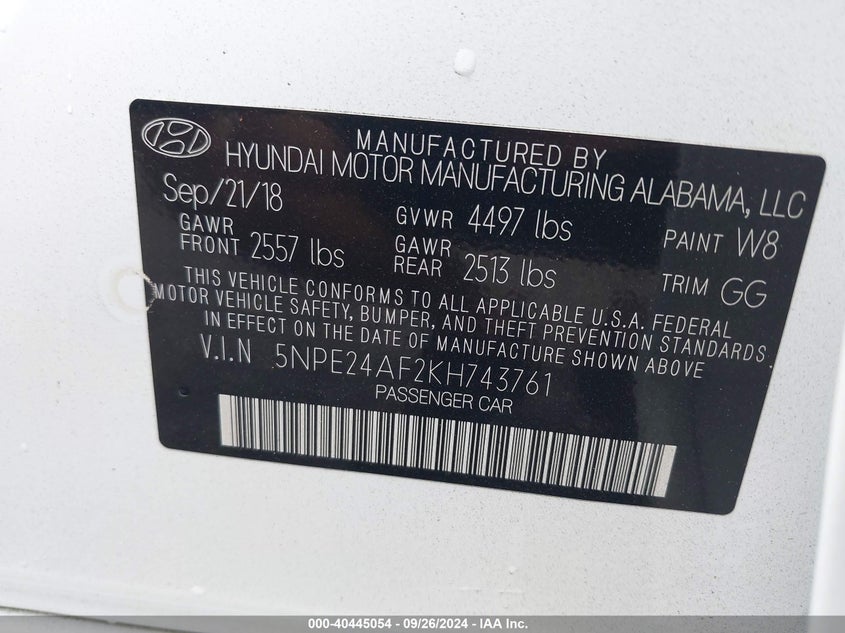 MANUFACTURED BY
HYUNDAI MOTOR MANUFACTURING ALABAMA, LLC
Sep/21/18 GVWR 4497 lbs PAINT W8
GAWR FRONT 2557 lbs GAWR REAR 2513 lbs TRIM GG
THIS VEHICLE CONFORMS TO ALL APPLICABLE U.S.A. FEDERAL
MOTOR VEHICLE SAFETY, BUMPER, AND THEFT PREVENTION STANDARDS
IN EFFECT ON THE DATE OF MANUFACTURE SHOWN ABOVE
V.I.N 5NPE24AF2KH743761
PASSENGER CAR
000-40445054 - 09/26/2024 - IAA Inc.